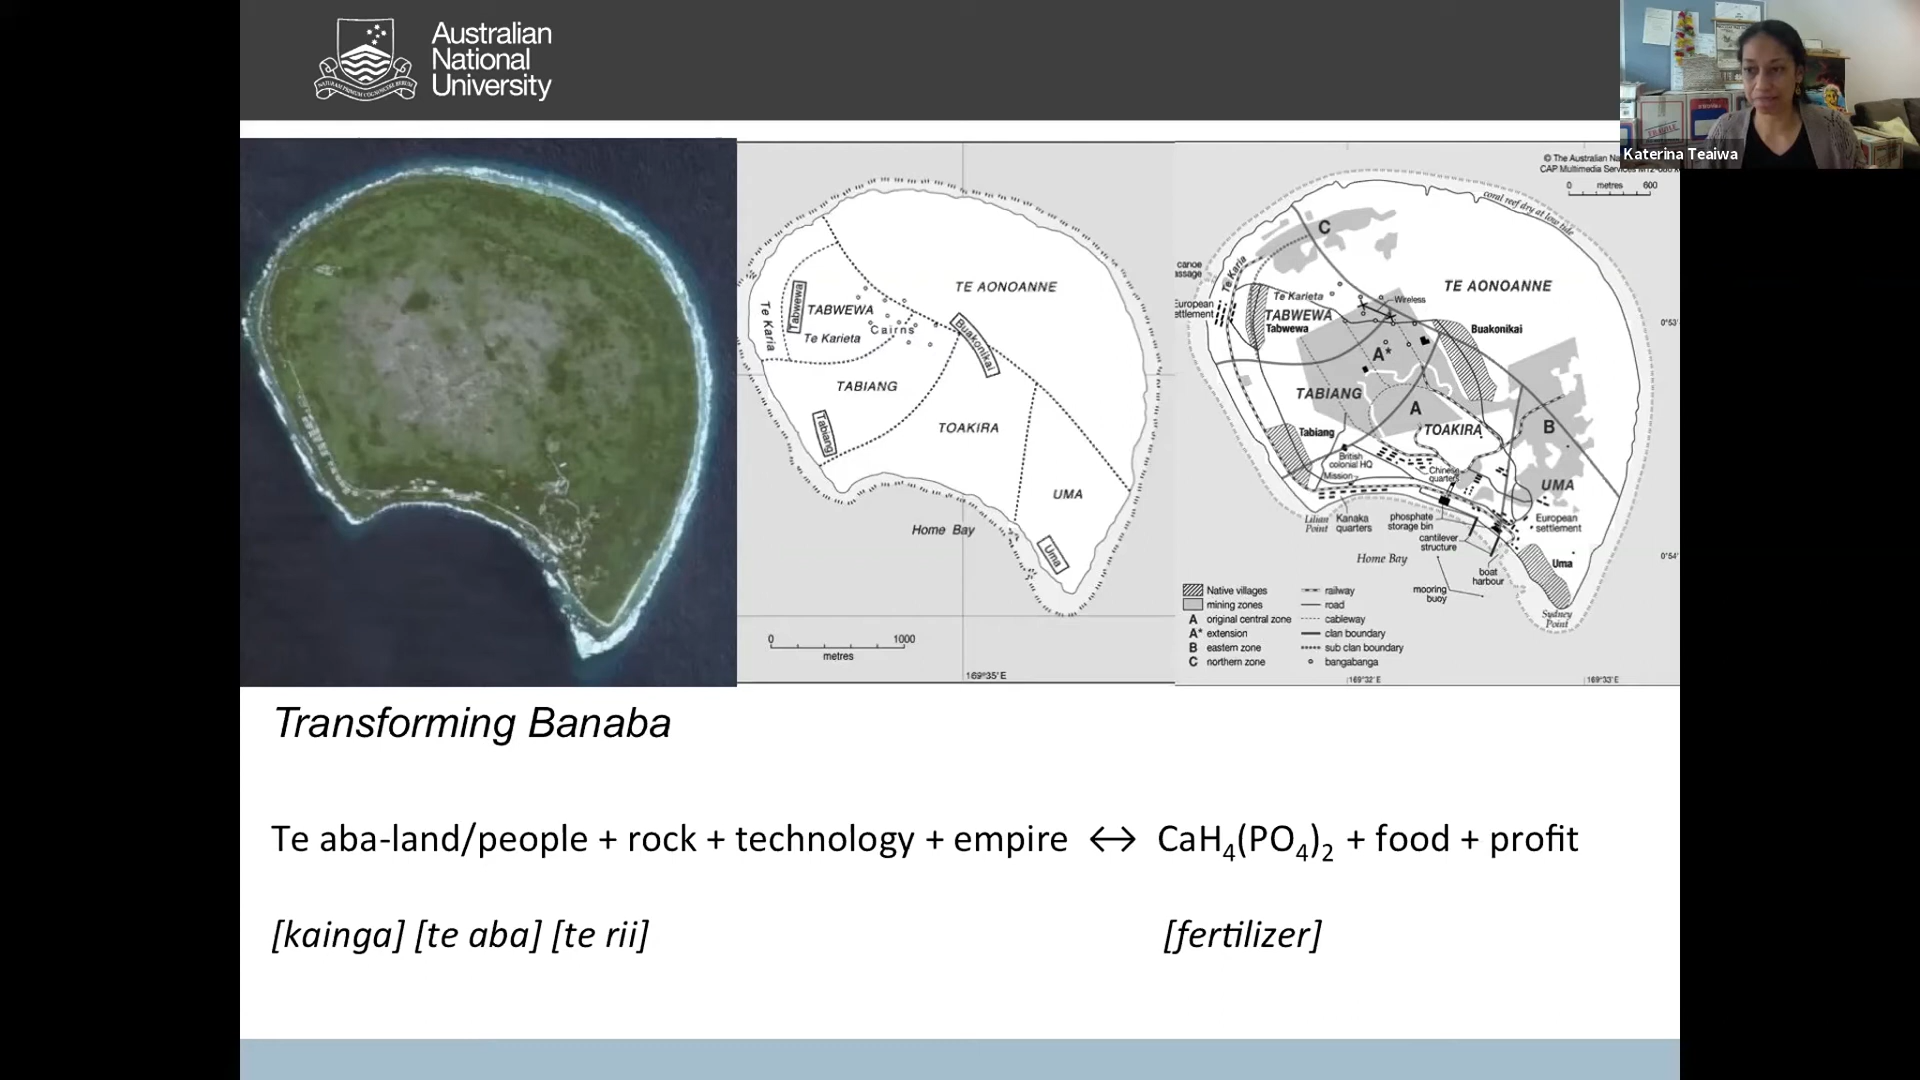 Australian
National
University
Katerina Teaiwa
TE AONOANNE
Tabwewa
TABWEWA
Te Karia
Te Karieta
Cairns
Buakonikai
TABIANG
Tabiang
TOAKIRA
UMA
Home Bay
Uma
0 1000
metres
169°35' E
© The Australian Na
CAP Multimedia Services
0 metres 600
coral reef dry at low tide
C
canoe
Te Karia
TE AONOANNE
European
settlement
Te Karieta
Wireless
TABWEWA
Tabwewa
Buakonikai
0°53'
A*
TABIANG
A
B
Tabiang
TOAKIRA
British
colonial HQ
Mission
Chinese
quarters
UMA
Lilian
Point
Kanaka
quarters
phosphate
storage bin
European
settlement
cantilever
structure
Home Bay
0°54'
Uma
boat
harbour
mooring
buoy
Sydney
Point
Native villages
mining zones
A original central zone
A* extension
B eastern zone
C northern zone
railway
road
cableway
clan boundary
sub clan boundary
bangabanga
169°32' E
169°33' E
Transforming Banaba
Te aba-land/people + rock + technology + empire ↔ CaH₄(PO₄)₂ + food + profit
[kainga] [te aba] [te rii] [fertilizer]